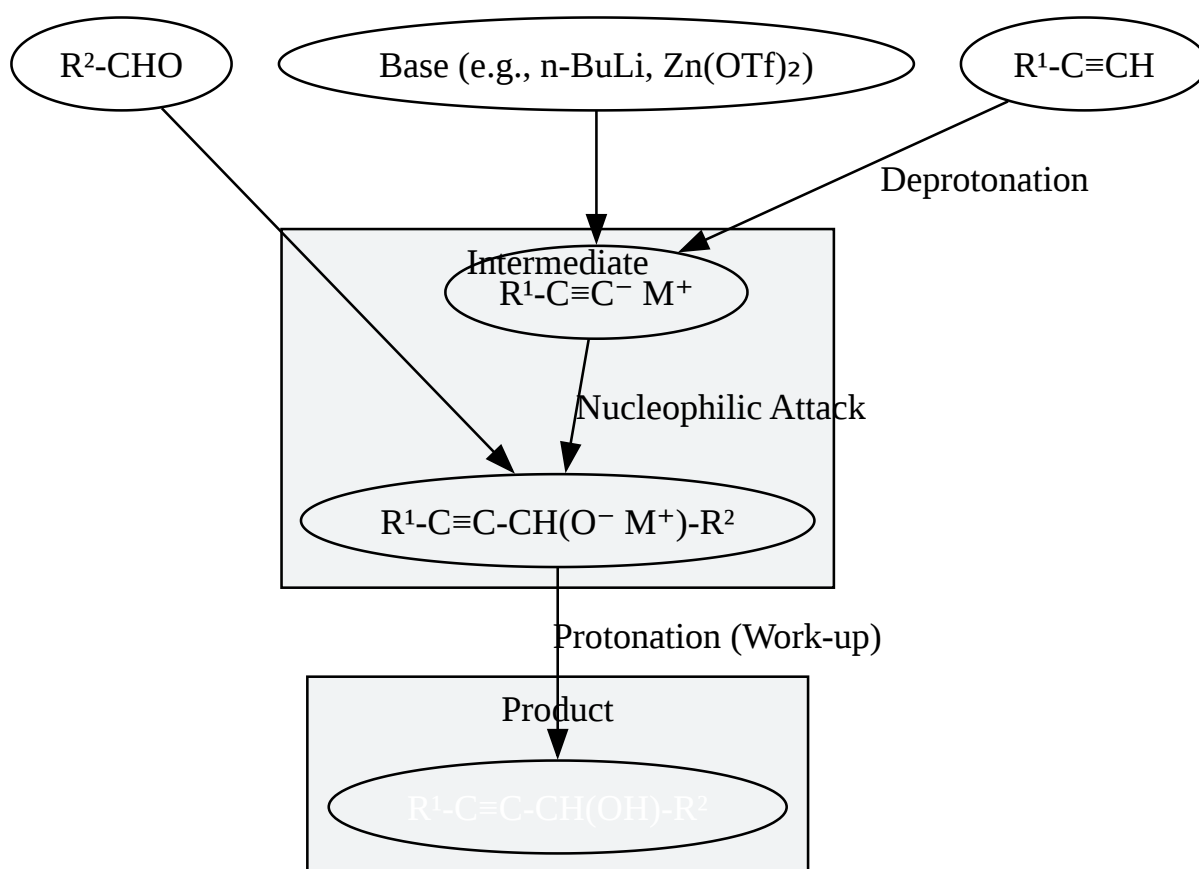 R²-CHO
Base (e.g., n-BuLi, Zn(OTf)₂)
R¹-C≡CH
Deprotonation
Intermediate
R¹-C≡C⁻ M⁺
Nucleophilic Attack
R¹-C≡C-CH(O⁻ M⁺)-R²
Protonation (Work-up)
Product
R¹-C≡C-CH(OH)-R²